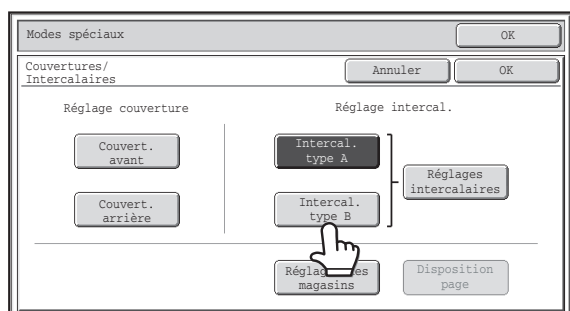 Modes spéciaux
OK
Couvertures/
Intercalaires
Annuler
OK
Réglage couverture
Réglage intercal.
Couvert.
avant
Intercal.
type A
Réglages
intercalaires
Couvert.
arrière
Intercal.
type B
magasins
Disposition
page